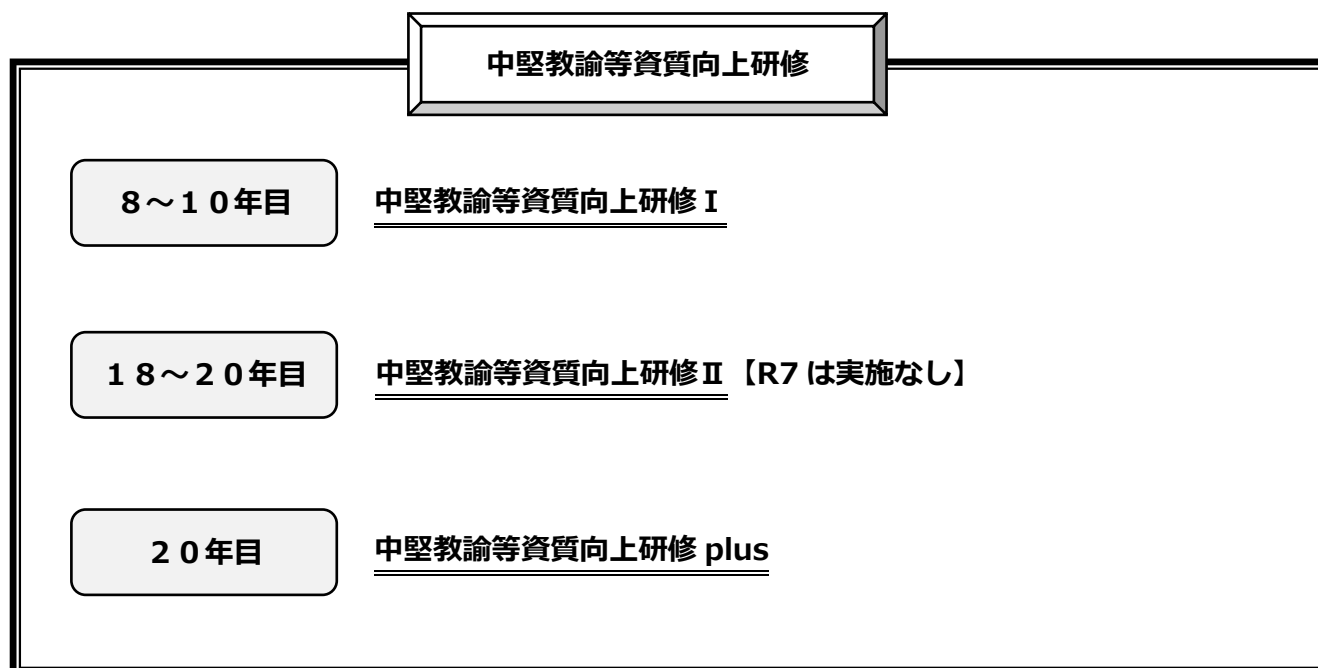 中堅教諭等資質向上研修
８～１０年目 中堅教諭等資質向上研修Ⅰ
１８～２０年目 中堅教諭等資質向上研修Ⅱ【R7 は実施なし】
２０年目 中堅教諭等資質向上研修 plus